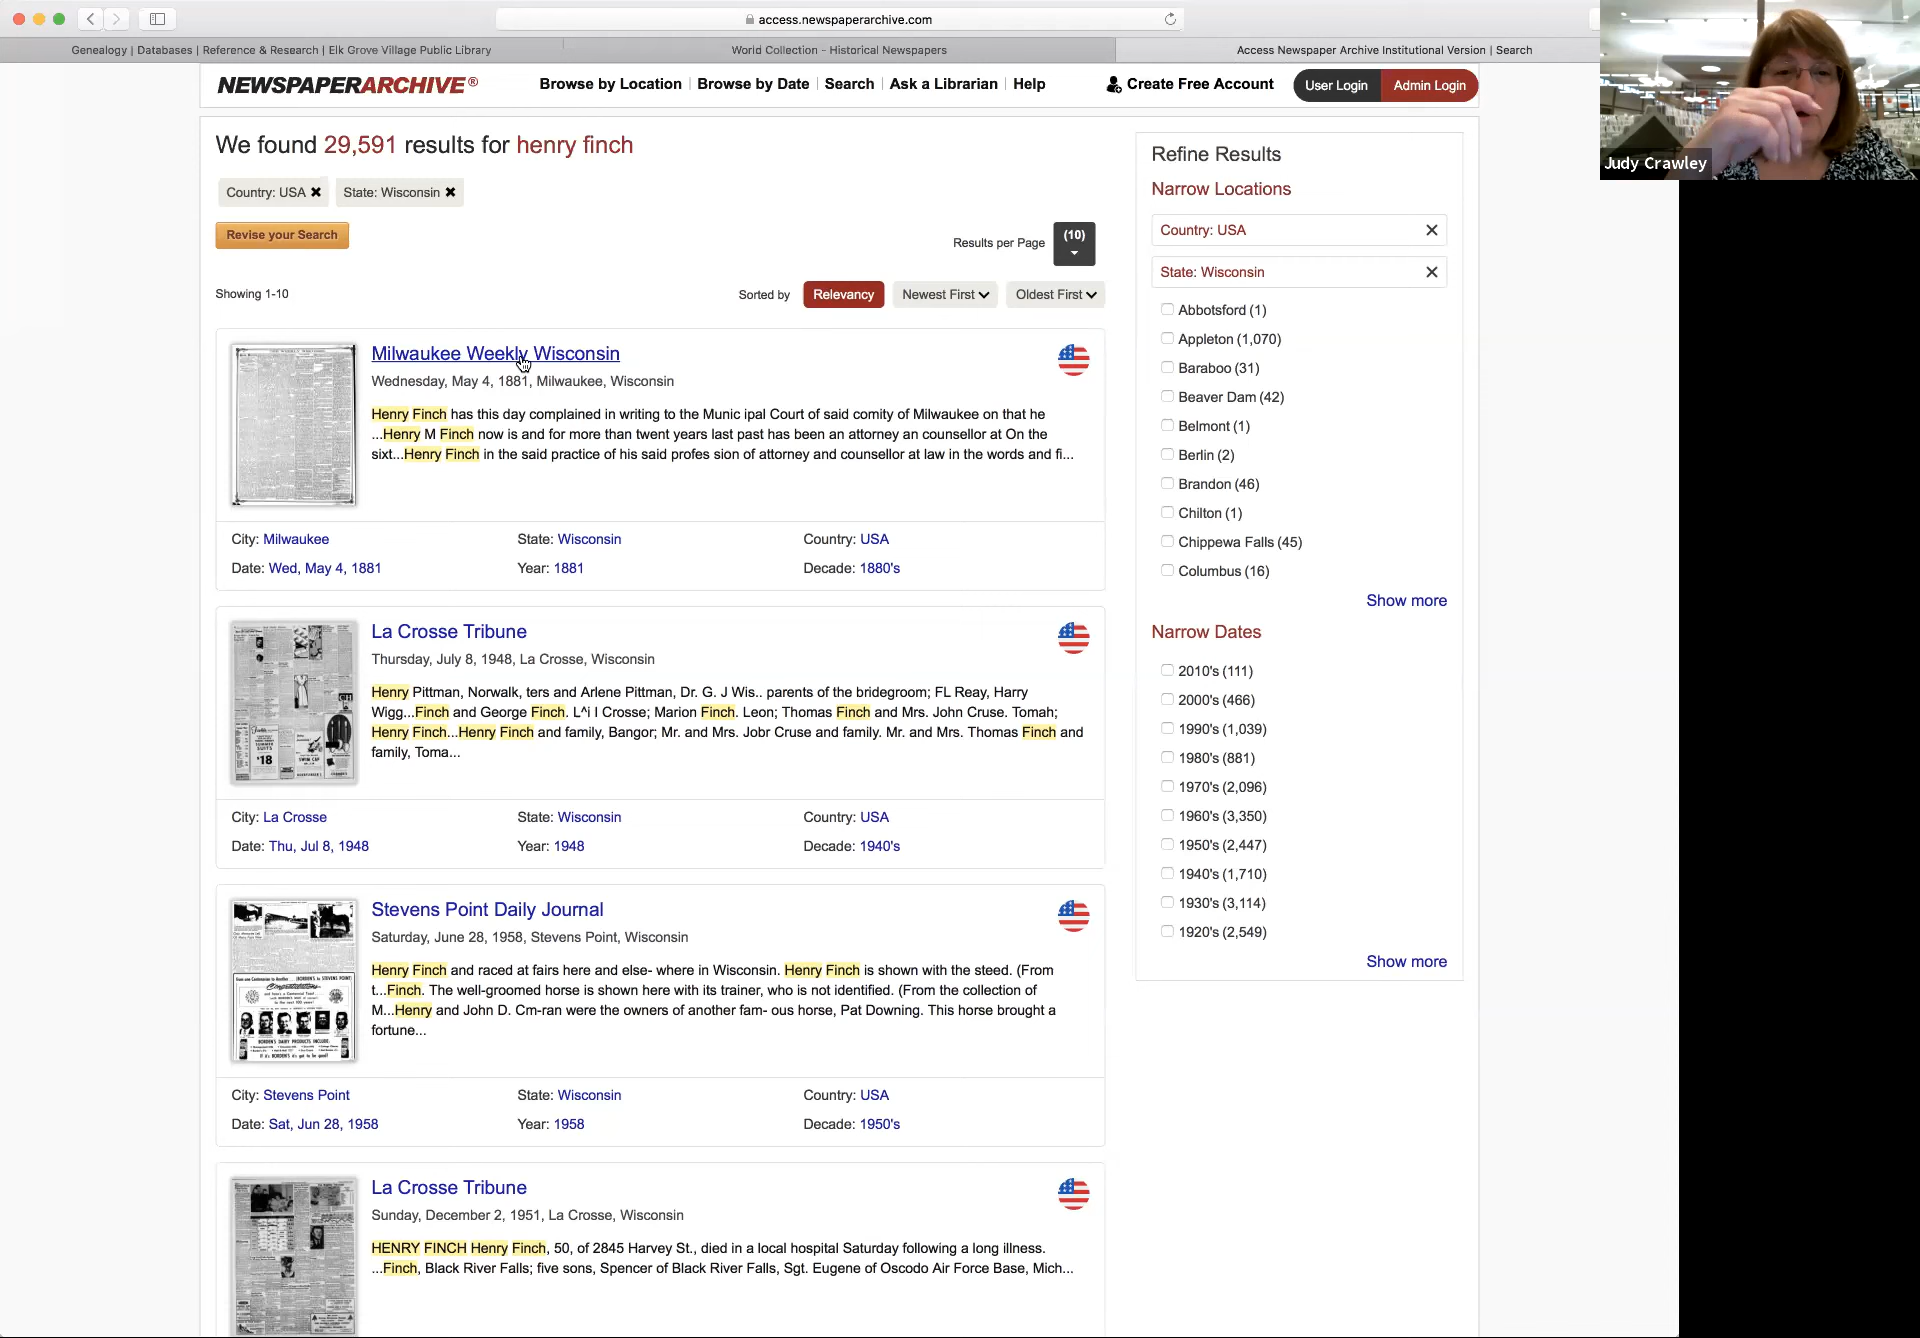 access.newspaperarchive.com
Genealogy | Databases | Reference & Research | Elk Grove Village Public Library
World Collection - Historical Newspapers
Access Newspaper Archive Institutional Version | Search
NEWSPAPERARCHIVE®
Browse by Location | Browse by Date | Search | Ask a Librarian | Help
Create Free Account
User Login
Admin Login
Judy Crawley
We found 29,591 results for henry finch
Country: USA ✖
State: Wisconsin ✖
Revise your Search
Results per Page
(10)
Showing 1-10
Sorted by
Relevancy
Newest First
Oldest First
Milwaukee Weekly Wisconsin
Wednesday, May 4, 1881, Milwaukee, Wisconsin
Henry Finch has this day complained in writing to the Munic ipal Court of said comity of Milwaukee on that he
...Henry M Finch now is and for more than twent years last past has been an attorney an counsellor at On the
sixt...Henry Finch in the said practice of his said profes sion of attorney and counsellor at law in the words and fi...
City: Milwaukee
State: Wisconsin
Country: USA
Date: Wed, May 4, 1881
Year: 1881
Decade: 1880's
La Crosse Tribune
Thursday, July 8, 1948, La Crosse, Wisconsin
Henry Pittman, Norwalk, ters and Arlene Pittman, Dr. G. J Wis.. parents of the bridegroom; FL Reay, Harry
Wigg...Finch and George Finch. L^i I Crosse; Marion Finch. Leon; Thomas Finch and Mrs. John Cruse. Tomah;
Henry Finch...Henry Finch and family, Bangor; Mr. and Mrs. Jobr Cruse and family. Mr. and Mrs. Thomas Finch and
family, Toma...
$18
City: La Crosse
State: Wisconsin
Country: USA
Date: Thu, Jul 8, 1948
Year: 1948
Decade: 1940's
Stevens Point Daily Journal
Saturday, June 28, 1958, Stevens Point, Wisconsin
Henry Finch and raced at fairs here and else- where in Wisconsin. Henry Finch is shown with the steed. (From
t...Finch. The well-groomed horse is shown here with its trainer, who is not identified. (From the collection of
M...Henry and John D. Cm-ran were the owners of another fam- ous horse, Pat Downing. This horse brought a
fortune...
City: Stevens Point
State: Wisconsin
Country: USA
Date: Sat, Jun 28, 1958
Year: 1958
Decade: 1950's
La Crosse Tribune
Sunday, December 2, 1951, La Crosse, Wisconsin
HENRY FINCH Henry Finch, 50, of 2845 Harvey St., died in a local hospital Saturday following a long illness.
...Finch, Black River Falls; five sons, Spencer of Black River Falls, Sgt. Eugene of Oscodo Air Force Base, Mich...
Refine Results
Narrow Locations
Country: USA
State: Wisconsin
Abbotsford (1)
Appleton (1,070)
Baraboo (31)
Beaver Dam (42)
Belmont (1)
Berlin (2)
Brandon (46)
Chilton (1)
Chippewa Falls (45)
Columbus (16)
Show more
Narrow Dates
2010's (111)
2000's (466)
1990's (1,039)
1980's (881)
1970's (2,096)
1960's (3,350)
1950's (2,447)
1940's (1,710)
1930's (3,114)
1920's (2,549)
Show more